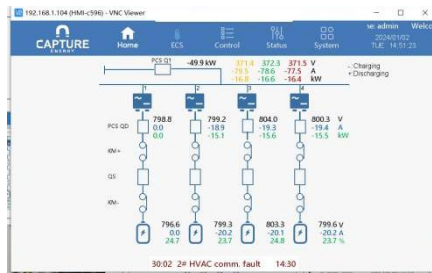 192.168.1.104 (HMI-c596) - VNC Viewer
CAPTURE
ENERGY
Home
ECS
Control
Status
System
ne: admin Welco
2024/01/02
TUE 14:51:23
PCS Q1 -49.9 kW
371.4 372.3 371.5 V
-79.5 -78.6 -77.5 A
-16.8 -16.6 -16.4 kW
-:Charging
+:Discharging
1 2 3 4
PCS QD
798.8 799.2 804.0 800.3 V
0.0 -18.9 -19.3 -19.4 A
0.0 -15.1 -15.6 -15.5 kW
KM+
QS
KM-
796.6 799.3 803.3 799.6 V
0.0 -20.2 -20.1 -20.2 A
24.7 23.7 24.8 23.7 %
30:02 2# HVAC comm. fault 14:30